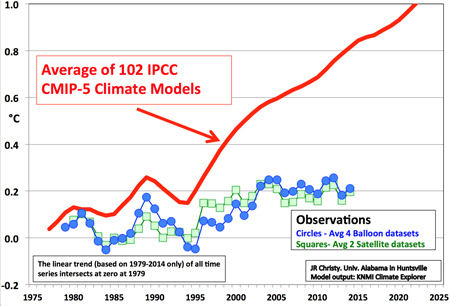 1.0
0.8
0.6
0.4
0.2
0.0
-0.2
°C
Average of 102 IPCC
CMIP-5 Climate Models
Observations
Circles - Avg 4 Balloon datasets
Squares- Avg 2 Satellite datasets
The linear trend (based on 1979-2014 only) of all time
series intersects at zero at 1979
JR Christy. Univ. Alabama in Huntsville
Model output: KNMI Climate Explorer
1975 1980 1985 1990 1995 2000 2005 2010 2015 2020 2025